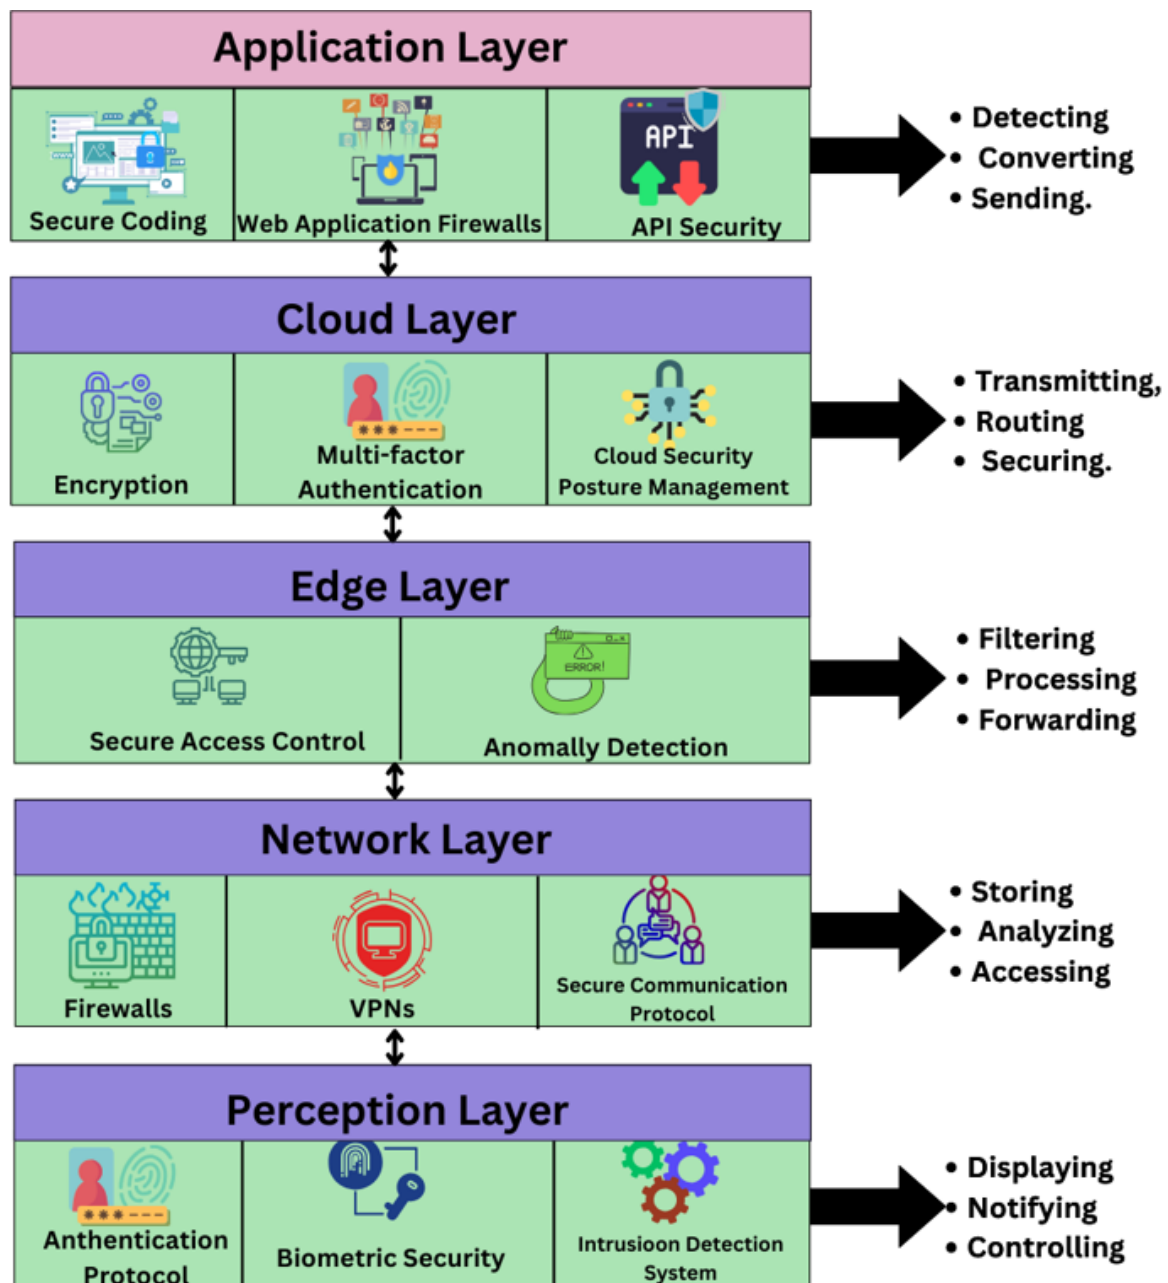 Application Layer
Secure Coding
Web Application Firewalls
API
API Security
• Detecting
• Converting
• Sending.
Cloud Layer
Encryption
***---
Multi-factor
Authentication
Cloud Security
Posture Management
• Transmitting,
• Routing
• Securing.
Edge Layer
Secure Access Control
ERROR!
Anomally Detection
• Filtering
• Processing
• Forwarding
Network Layer
Firewalls
VPNs
Secure Communication
Protocol
• Storing
• Analyzing
• Accessing
Perception Layer
***---
Anthentication
Protocol
Biometric Security
Intrusioon Detection
System
• Displaying
• Notifying
• Controlling